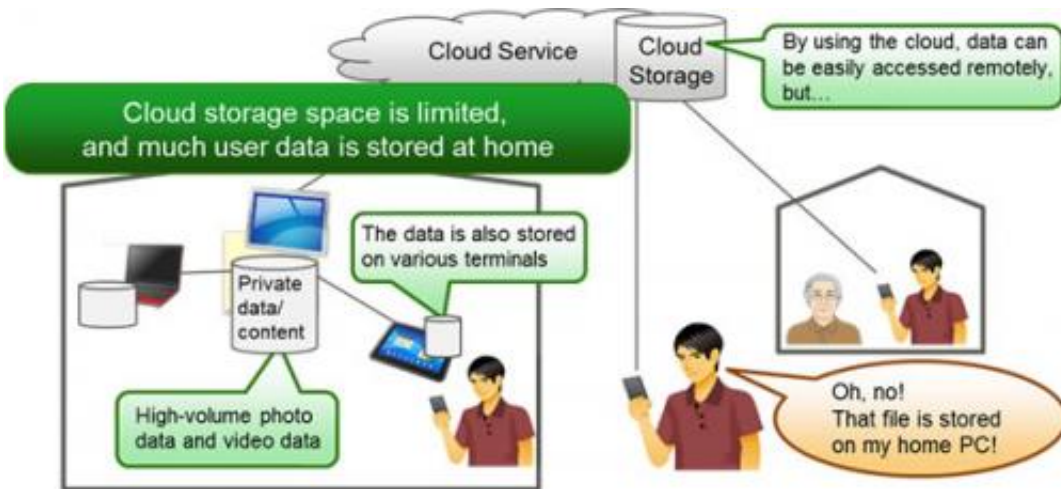 Cloud Service
Cloud
Storage
By using the cloud, data can
be easily accessed remotely,
but...
Cloud storage space is limited,
and much user data is stored at home
The data is also stored
on various terminals
Private
data/
content
High-volume photo
data and video data
Oh, no!
That file is stored
on my home PC!